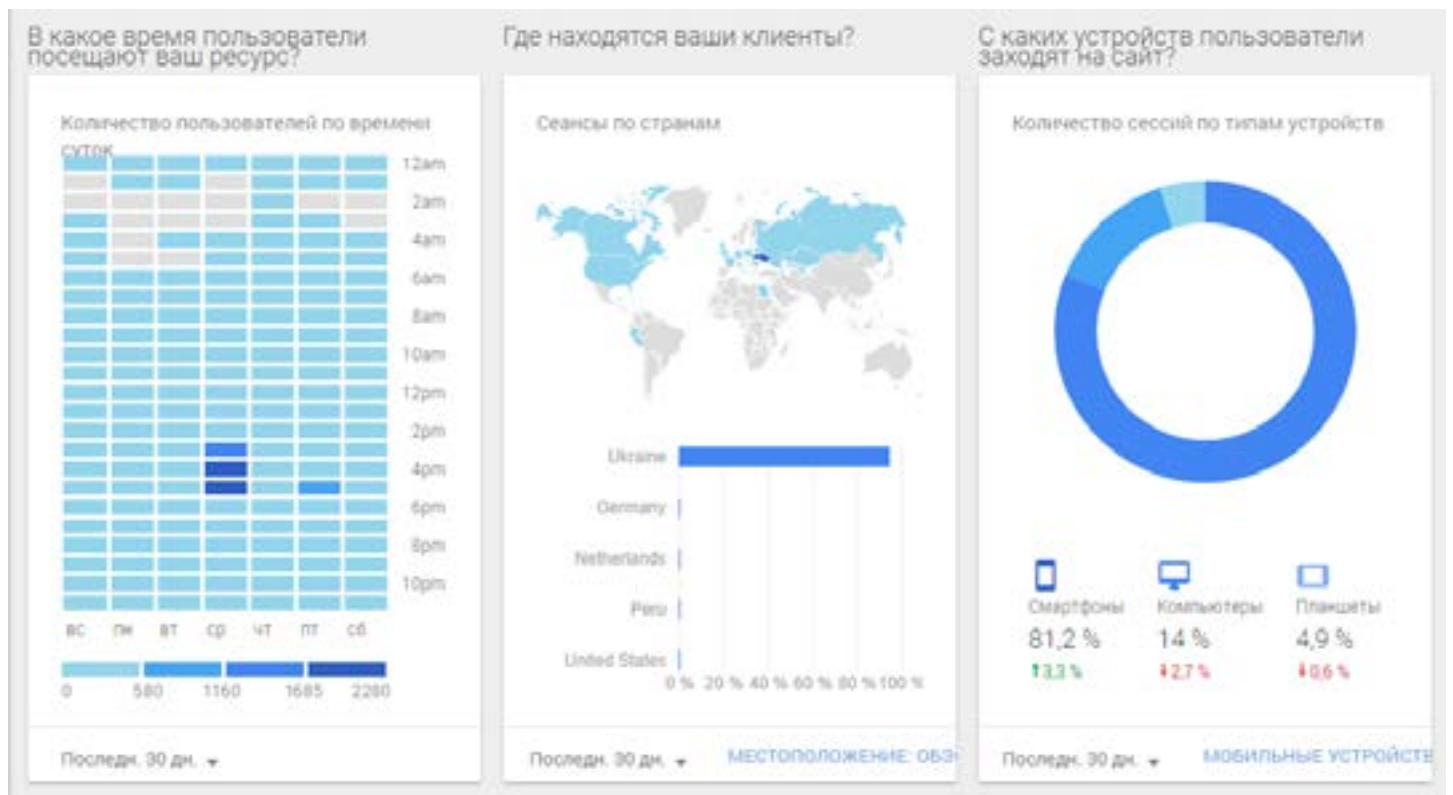 В какое время пользователи
посещают ваш ресурс?
Количество пользователей по времени
суток
12am
2am
4am
6am
8am
10am
12pm
2pm
4pm
6pm
8pm
10pm
вс пн вт ср чт пт сб
0 580 1160 1685 2280
Последн. 30 дн.
Где находятся ваши клиенты?
Сеансы по странам
Ukraine
Germany
Netherlands
Peru
United States
0 % 20 % 40 % 60 % 80 % 100 %
Последн. 30 дн. МЕСТОПОЛОЖЕНИЕ: ОБЗ
С каких устройств пользователи
заходят на сайт?
Количество сессий по типам устройств
Смартфоны Компьютеры Планшеты
81,2 % 14 % 4,9 %
3,3 % 2,7 % 0,6 %
Последн. 30 дн. МОБИЛЬНЫЕ УСТРОЙСТВ